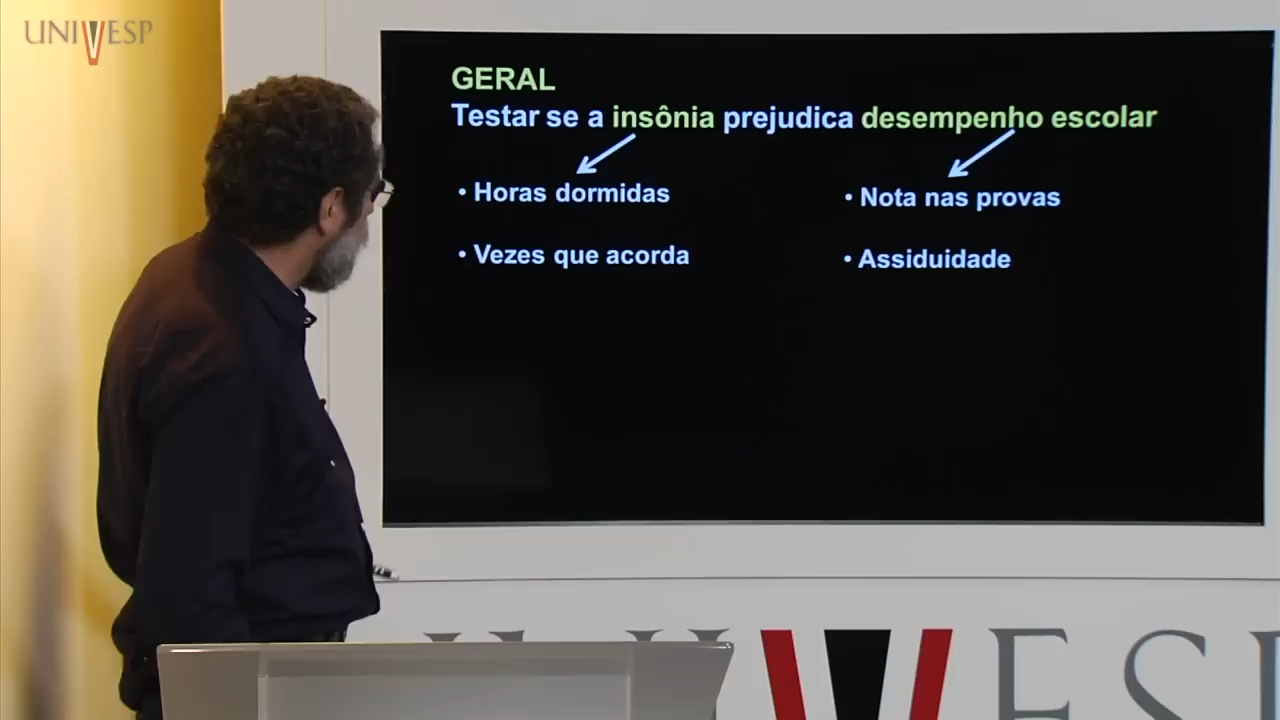 UNIVESP
GERAL
Testar se a insônia prejudica desempenho escolar
• Horas dormidas
• Nota nas provas
• Vezes que acorda
• Assiduidade